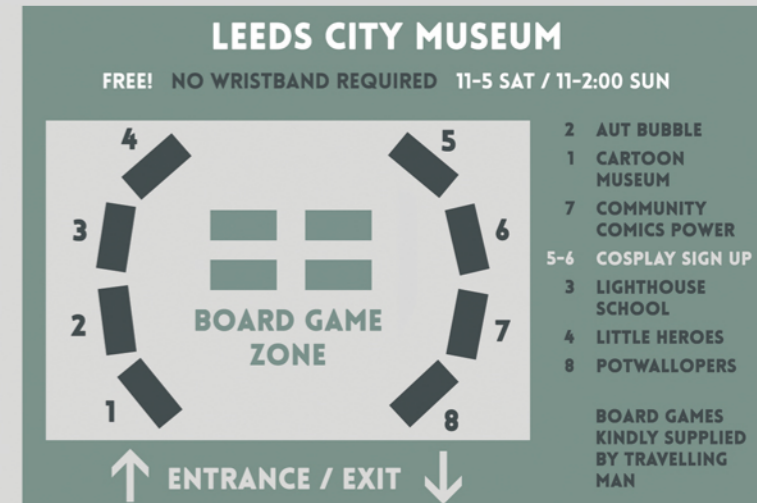 LEEDS CITY MUSEUM
FREE! NO WRISTBAND REQUIRED 11-5 SAT / 11-2:00 SUN
4
5
3
6
2
7
1
8
BOARD GAME
ZONE
ENTRANCE / EXIT
2 AUT BUBBLE
1 CARTOON
MUSEUM
7 COMMUNITY
COMICS POWER
5-6 COSPLAY SIGN UP
3 LIGHTHOUSE
SCHOOL
4 LITTLE HEROES
8 POTWALLOPERS
BOARD GAMES
KINDLY SUPPLIED
BY TRAVELLING
MAN